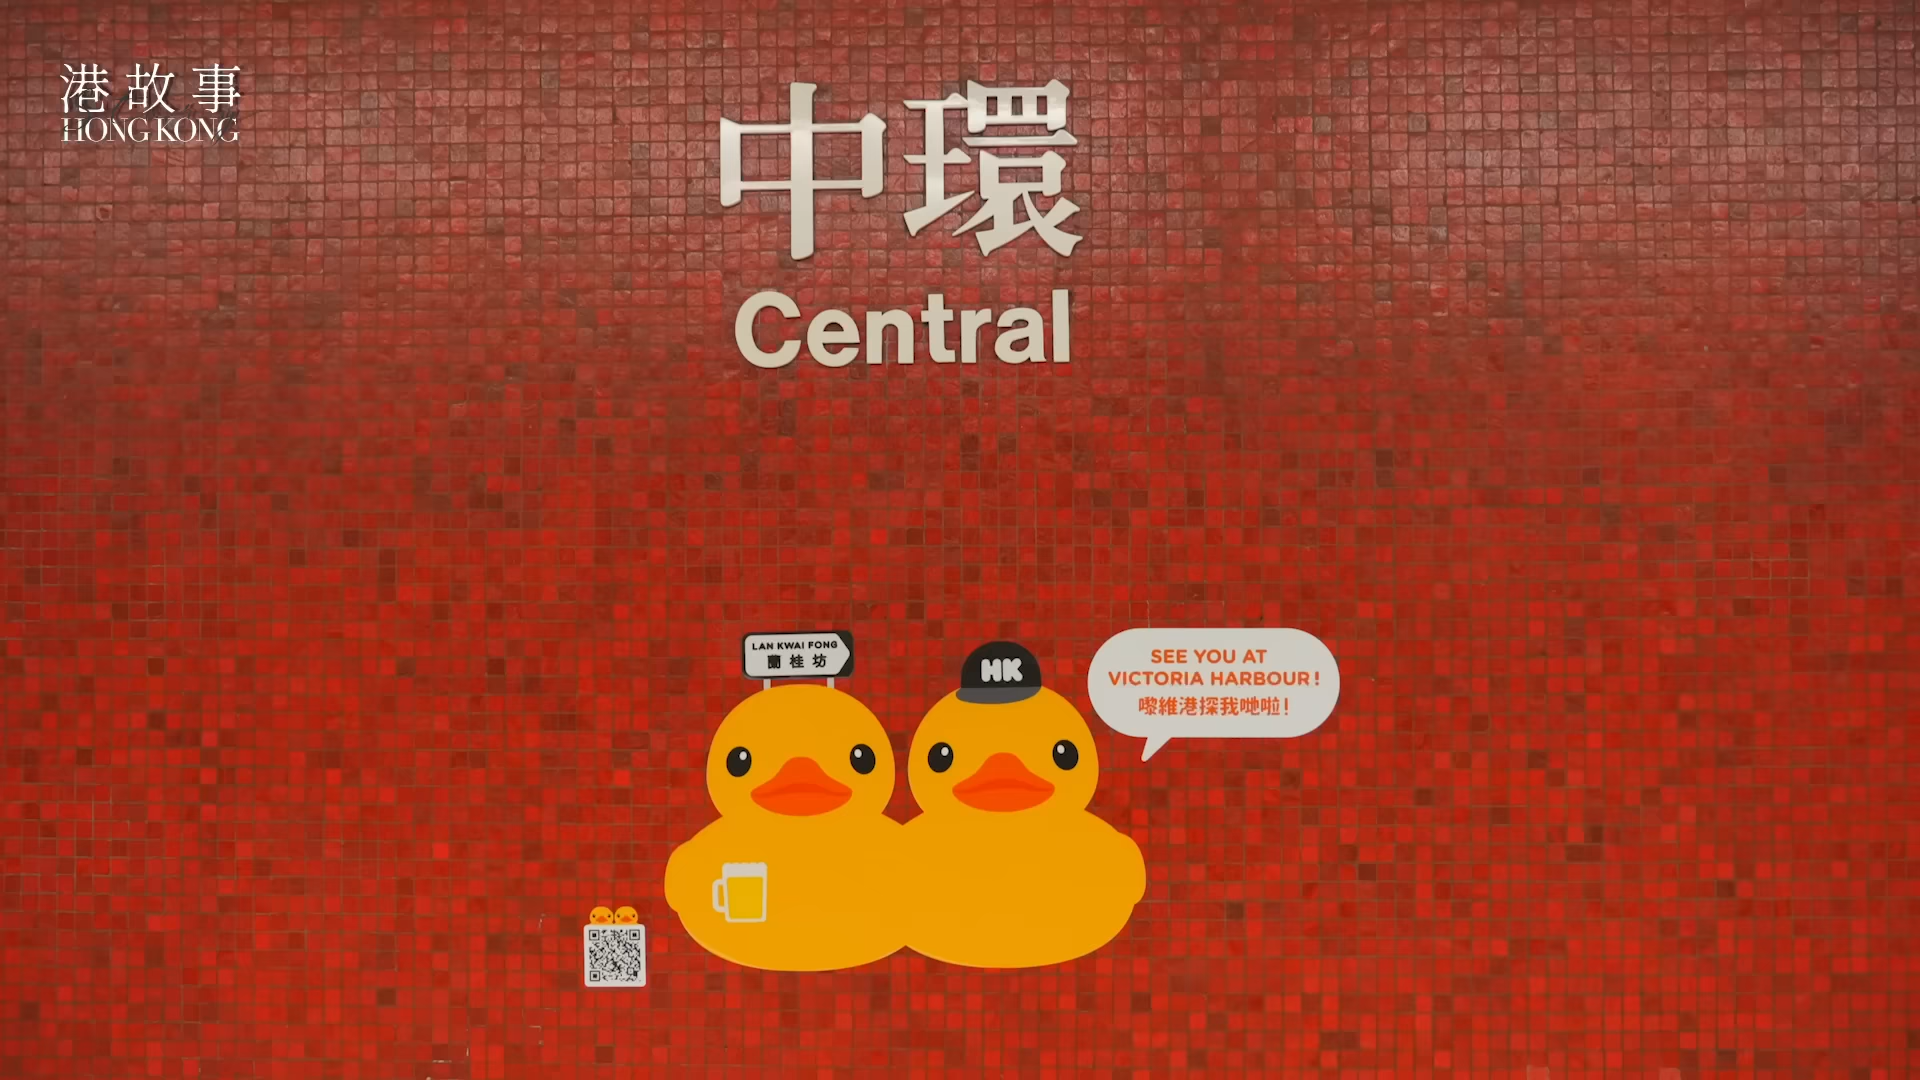 港故事
HONG KONG
中環
Central
LAN KWAI FONG
蘭桂坊
HK
SEE YOU AT
VICTORIA HARBOUR!
嚟維港探我哋啦!